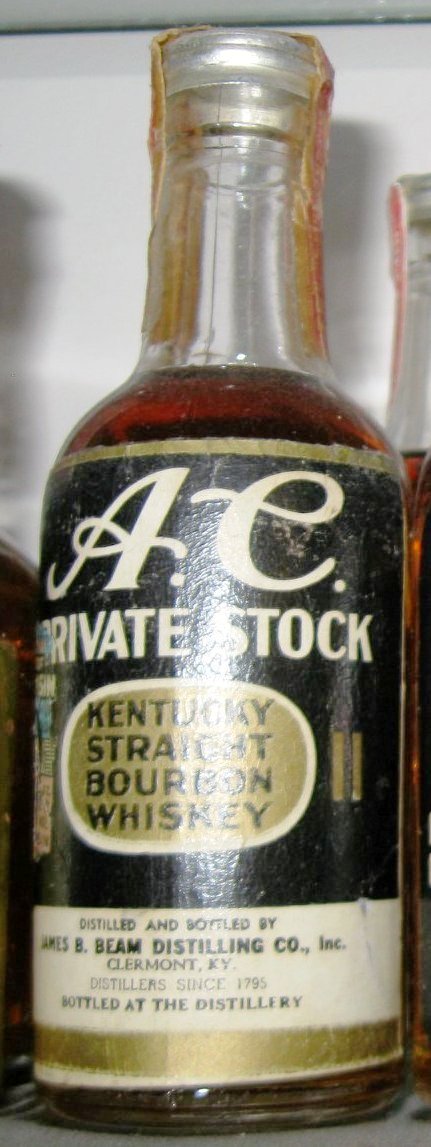 A.C.
PRIVATE STOCK
KENTUCKY
STRAIGHT
BOURBON
WHISKEY
DISTILLED AND BOTTLED BY
JAMES B. BEAM DISTILLING CO., Inc.
CLERMONT, KY.
DISTILLERS SINCE 1795
BOTTLED AT THE DISTILLERY